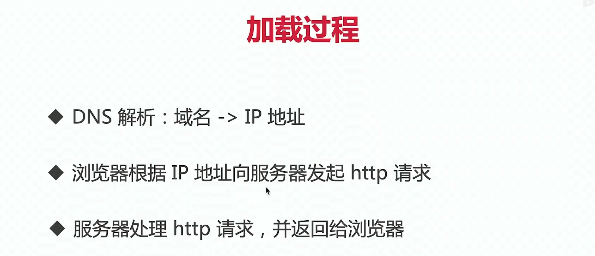 加载过程
◆ DNS 解析：域名 -> IP 地址
◆ 浏览器根据 IP 地址向服务器发起 http 请求
◆ 服务器处理 http 请求，并返回给浏览器